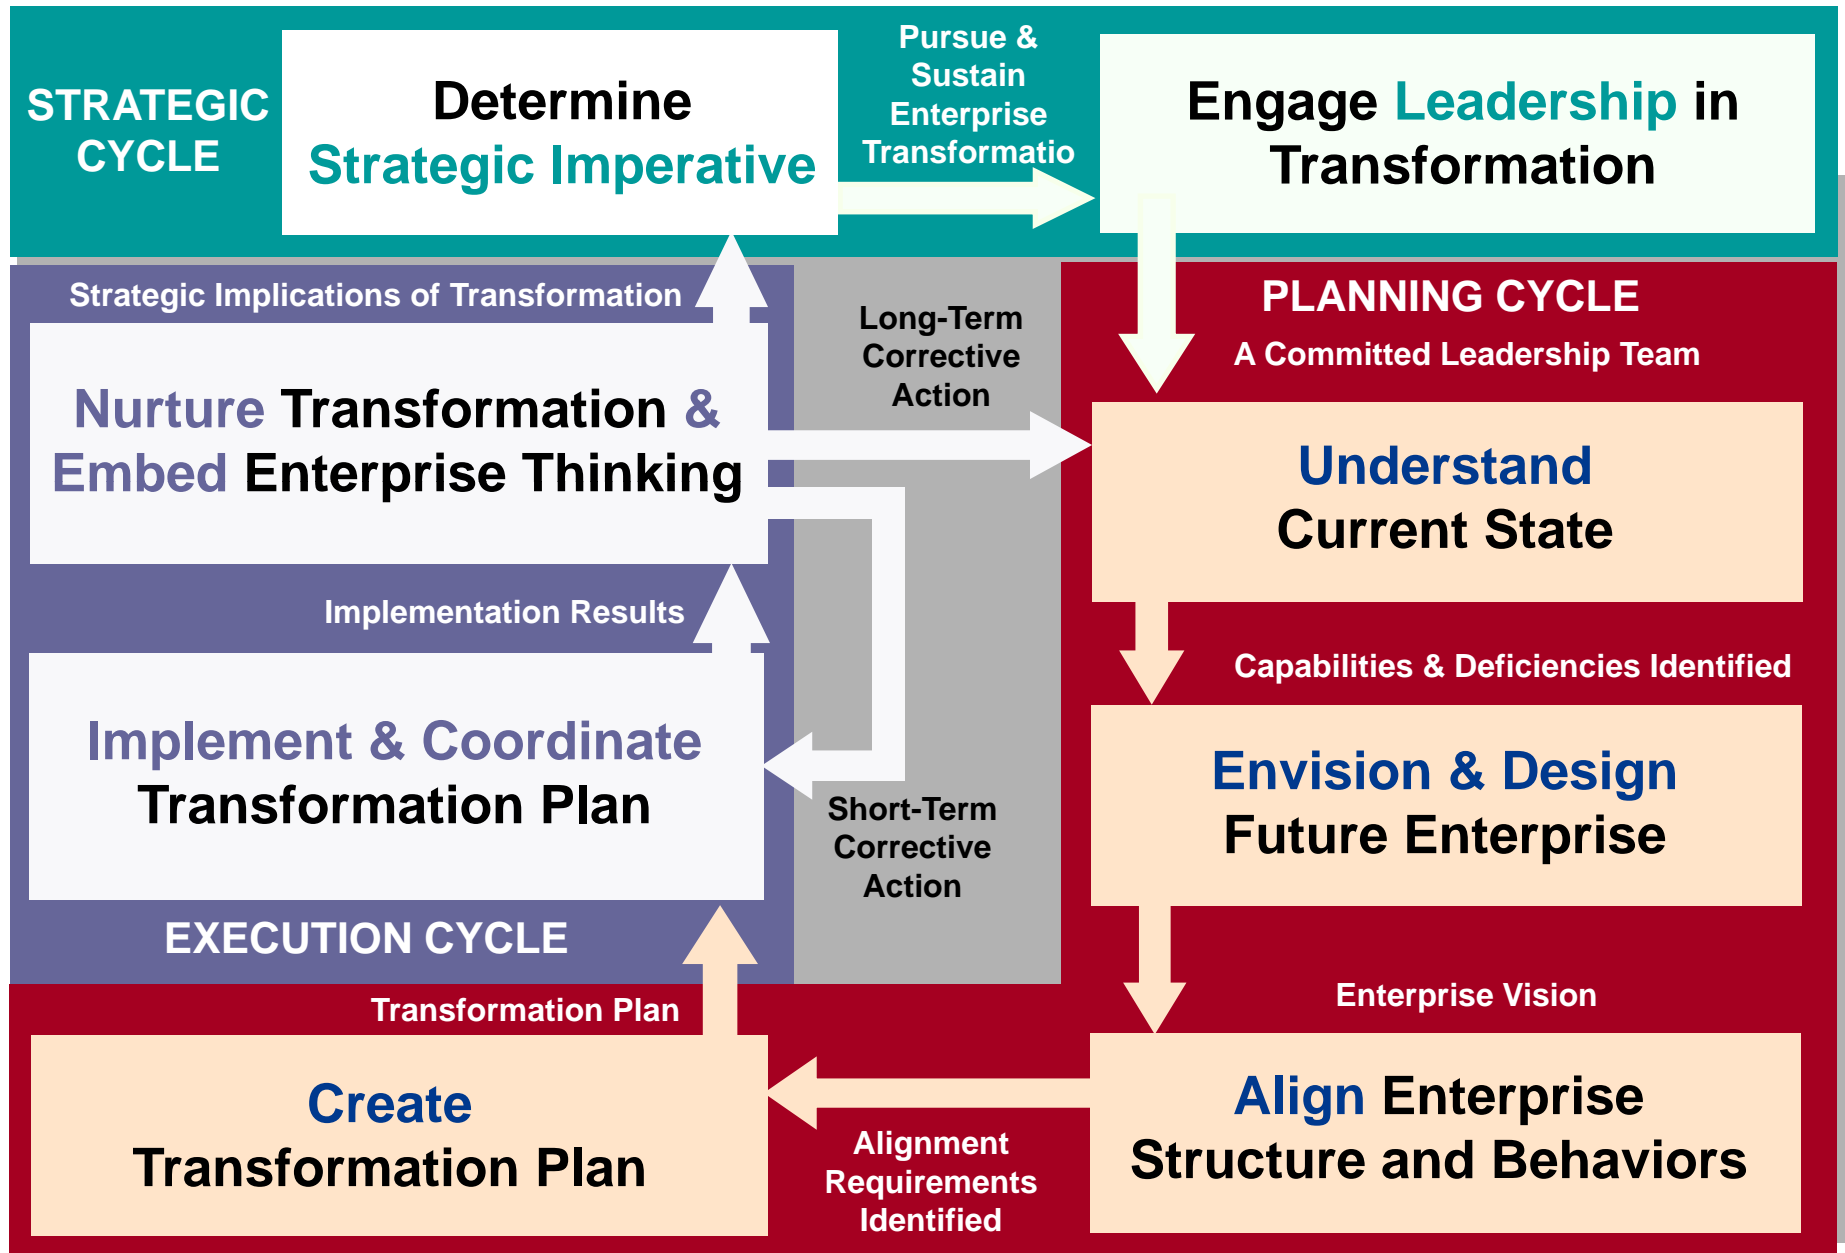 STRATEGIC
CYCLE
Determine
Strategic Imperative
Pursue &
Sustain
Enterprise
Transformatio
Engage Leadership in
Transformation
Strategic Implications of Transformation
Nurture Transformation &
Embed Enterprise Thinking
Long-Term
Corrective
Action
PLANNING CYCLE
A Committed Leadership Team
Understand
Current State
Implementation Results
Capabilities & Deficiencies Identified
Implement & Coordinate
Transformation Plan
Short-Term
Corrective
Action
Envision & Design
Future Enterprise
EXECUTION CYCLE
Transformation Plan
Enterprise Vision
Create
Transformation Plan
Alignment
Requirements
Identified
Align Enterprise
Structure and Behaviors